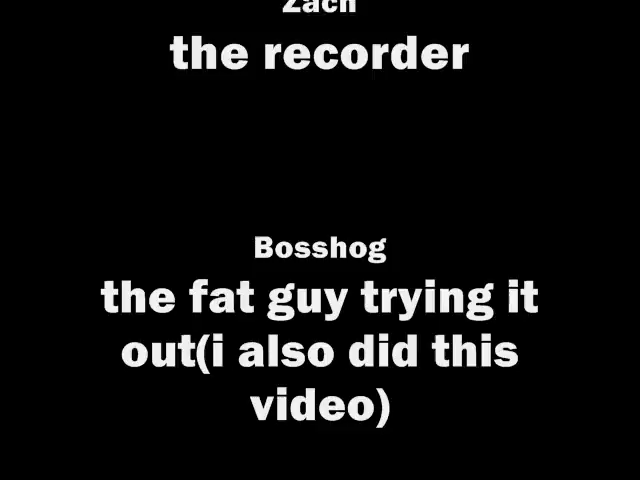 Zach
the recorder
Bosshog
the fat guy trying it
out(i also did this
video)